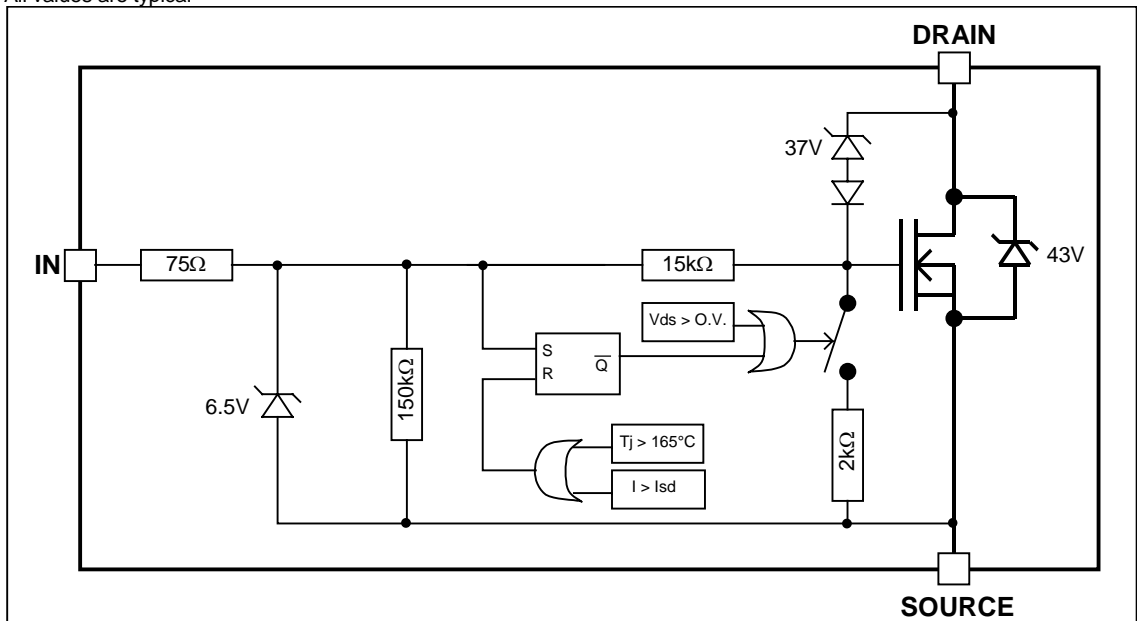 All values are typical
DRAIN
37V
IN
75Ω
15kΩ
43V
Vds > O.V.
S
R
Q̅
150kΩ
6.5V
Tj > 165°C
I > Isd
2kΩ
SOURCE